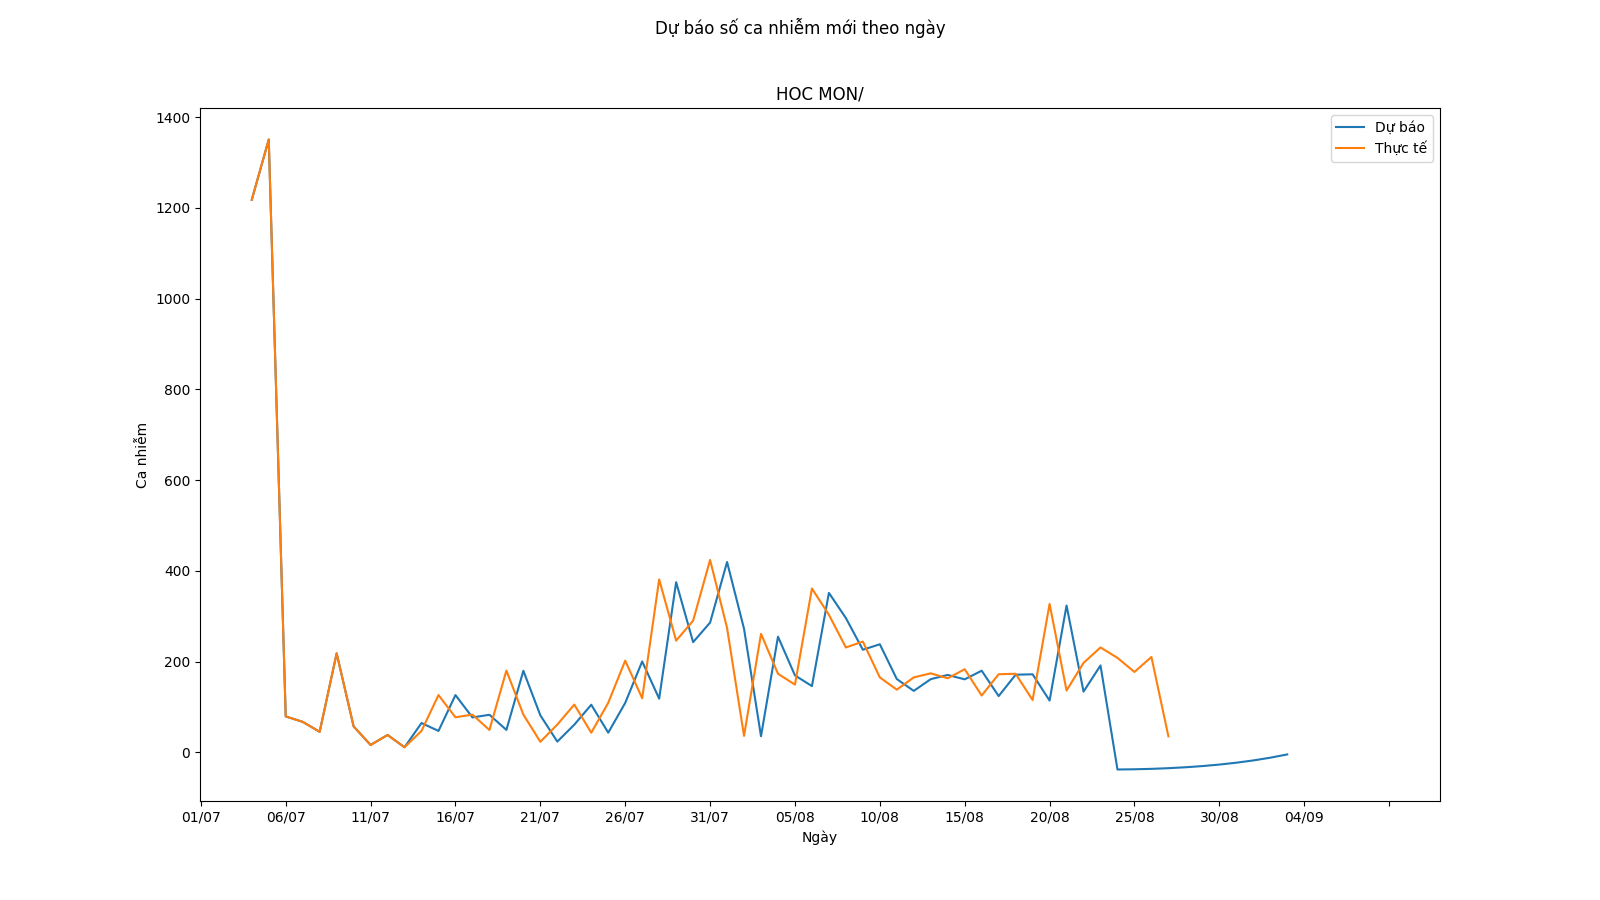 Dự báo số ca nhiễm mới theo ngày
HOC MON/
1400
1200
1000
800
600
400
200
0
Ca nhiễm
Dự báo
Thực tế
01/07 06/07 11/07 16/07 21/07 26/07 31/07 05/08 10/08 15/08 20/08 25/08 30/08 04/09
Ngày